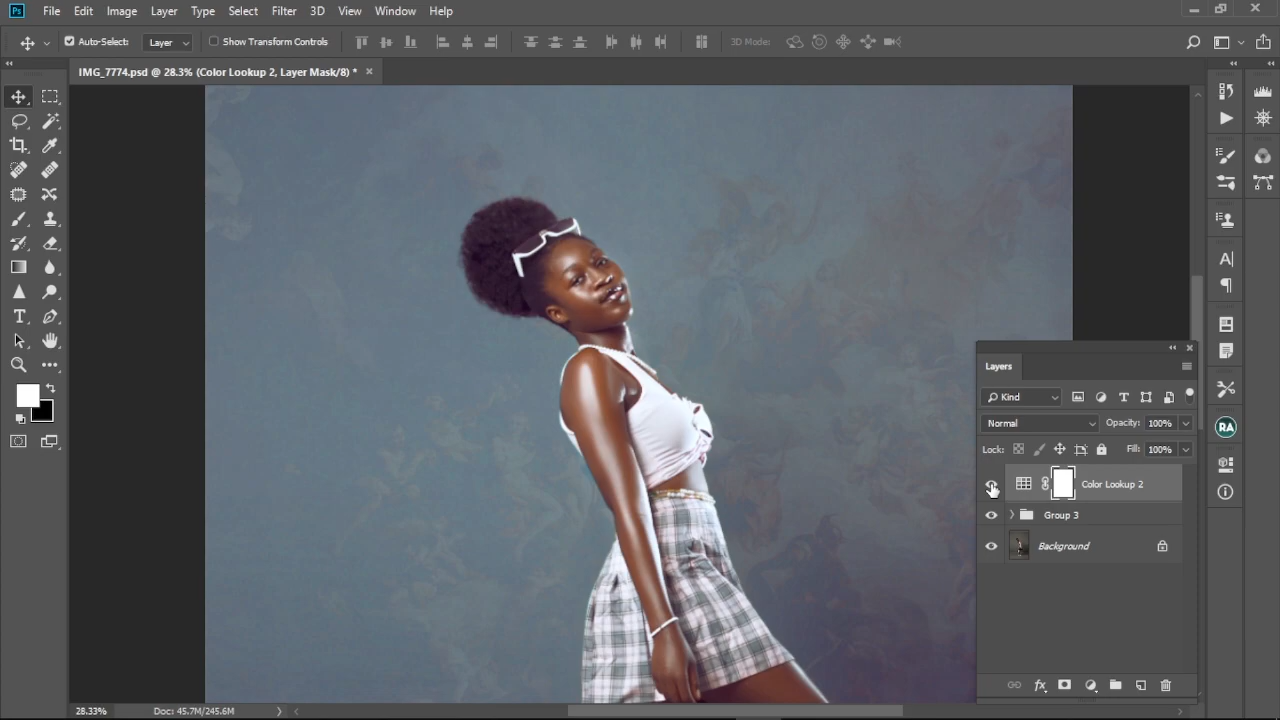 Ps File Edit Image Layer Type Select Filter 3D View Window Help
Auto-Select: Layer Show Transform Controls 3D Mode:
IMG_7774.psd @ 28.3% (Color Lookup 2, Layer Mask/8) *
Layers
Kind
Normal Opacity: 100%
Lock: Fill: 100%
Color Lookup 2
Group 3
Background
RA
28.33% Doc: 45.7M/245.6M